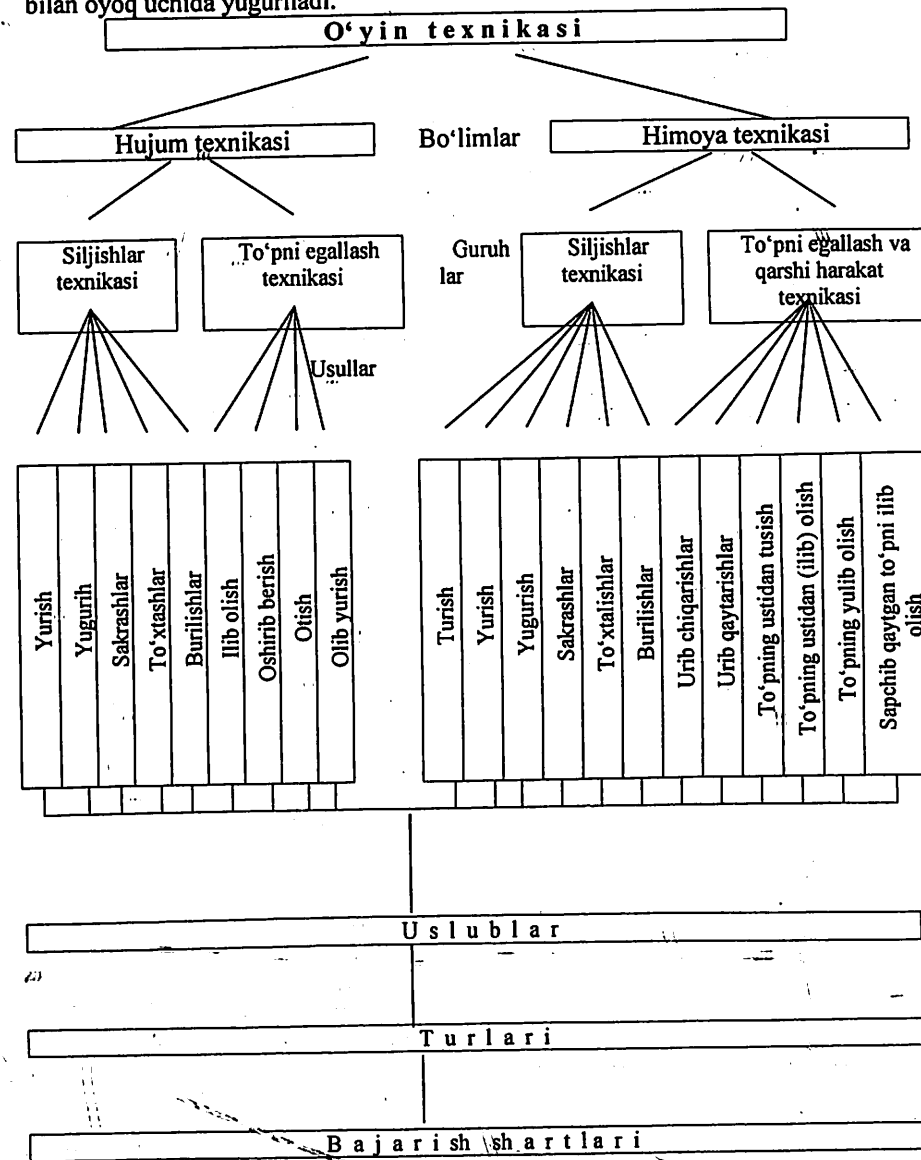 bilan oyoq uchida yuguriladi.
O‘yin texnikasi
Hujum texnikasi
Bo‘limlar
Himoya texnikasi
Siljishlar
texnikasi
To‘pni egallash
texnikasi
Guruh
lar
Siljishlar
texnikasi
To‘pni egallash va
qarshi harakat
texnikasi
Usullar
Yurish
Yugurih
Sakrashlar
To‘xtashlar
Burilishlar
Ilib olish
Oshirib berish
Otish
Olib yurish
Turish
Yurish
Yugurish
Sakrashlar
To‘xtalishlar
Burilishlar
Urib chiqarishlar
Urib qaytarishlar
To‘pning ustidan tusish
To‘pning ustidan (ilib) olish
To‘pning yulib olish
Sapchib qaytgan to‘pni ilib
olish
Uslublar
Turlari
Bajarish shartlari